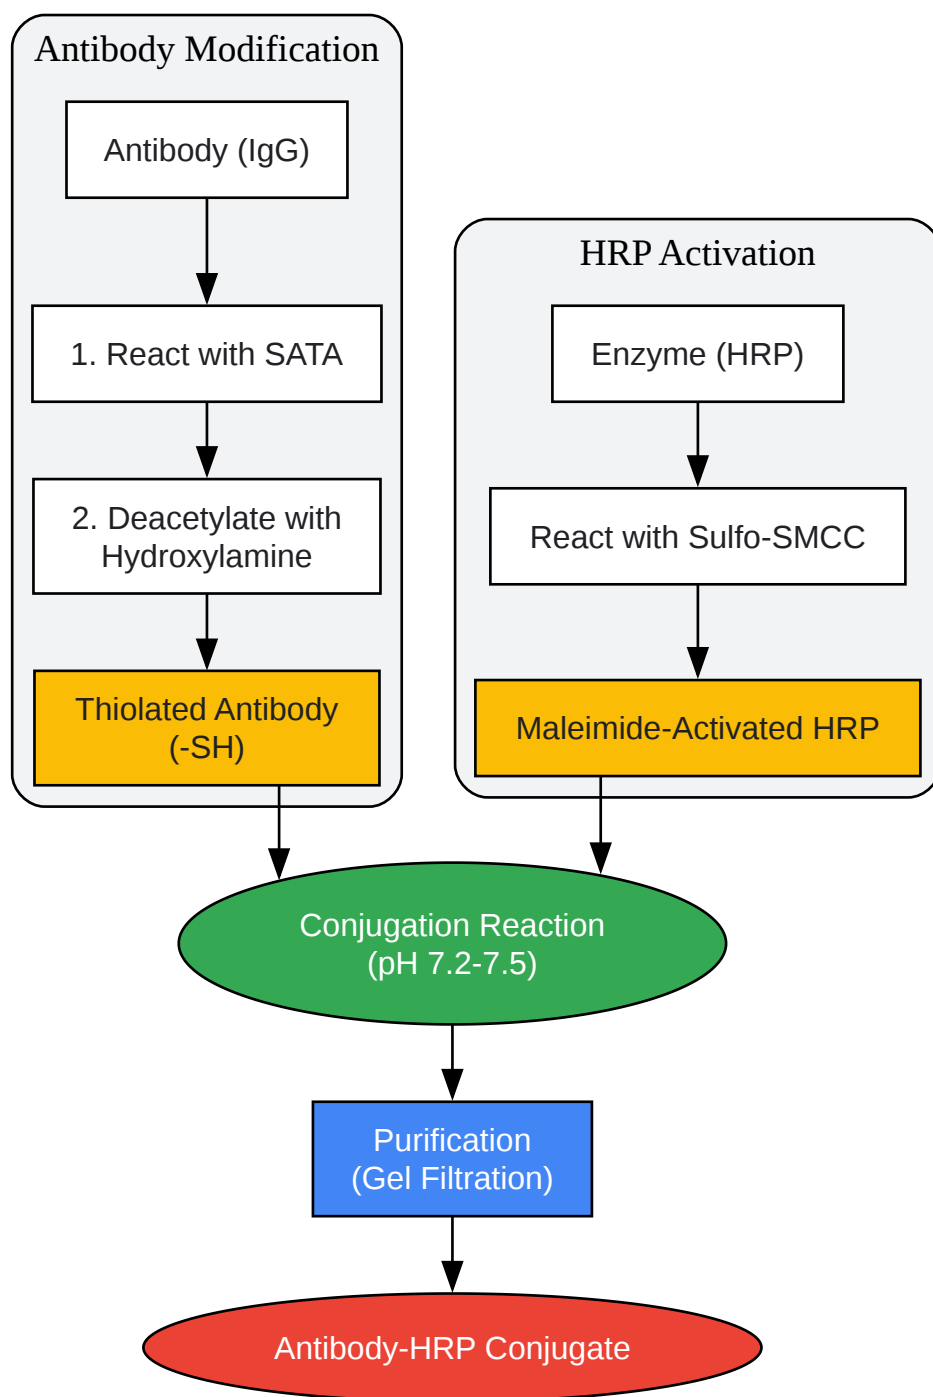 Antibody Modification
Antibody (IgG)
1. React with SATA
2. Deacetylate with
Hydroxylamine
Thiolated Antibody
(-SH)
HRP Activation
Enzyme (HRP)
React with Sulfo-SMCC
Maleimide-Activated HRP
Conjugation Reaction
(pH 7.2-7.5)
Purification
(Gel Filtration)
Antibody-HRP Conjugate